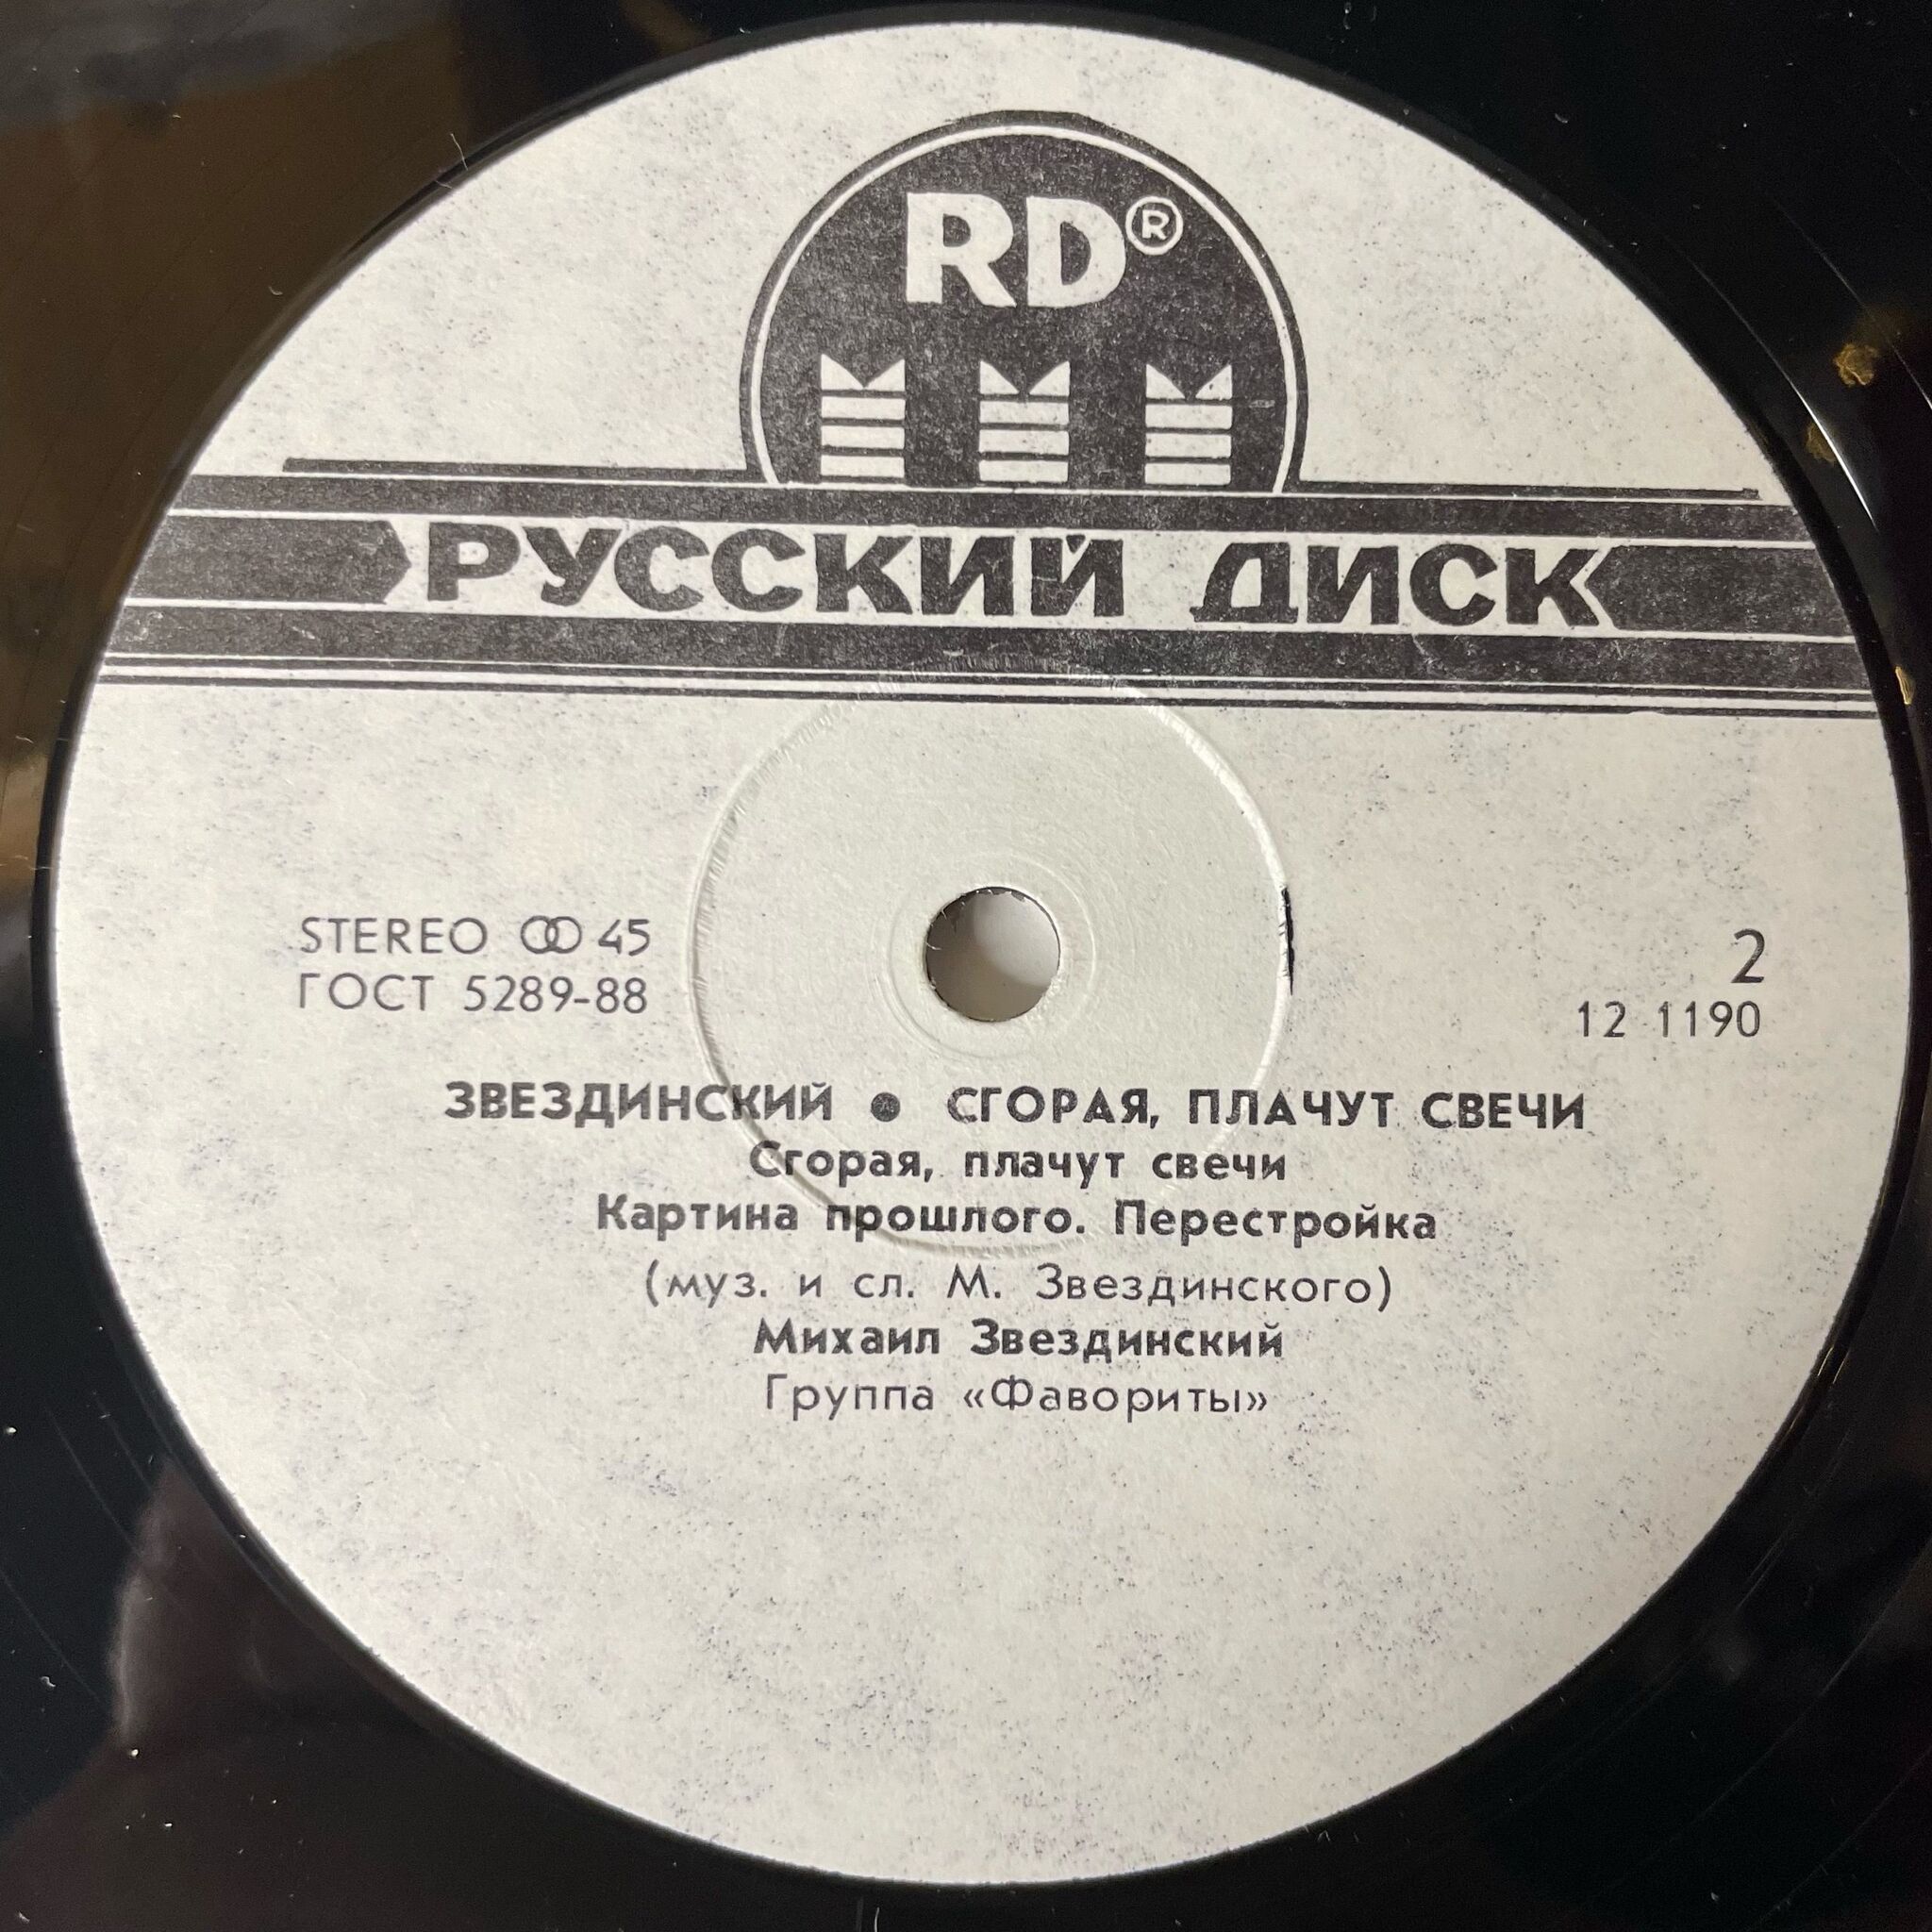 RD®
РУССКИЙ ДИСК
STEREO 45
ГОСТ 5289-88
2
12 1190
ЗВЕЗДИНСКИЙ ● СГОРАЯ, ПЛАЧУТ СВЕЧИ
Сгорая, плачут свечи
Картина прошлого. Перестройка
(муз. и сл. М. Звездинского)
Михаил Звездинский
Группа «Фавориты»